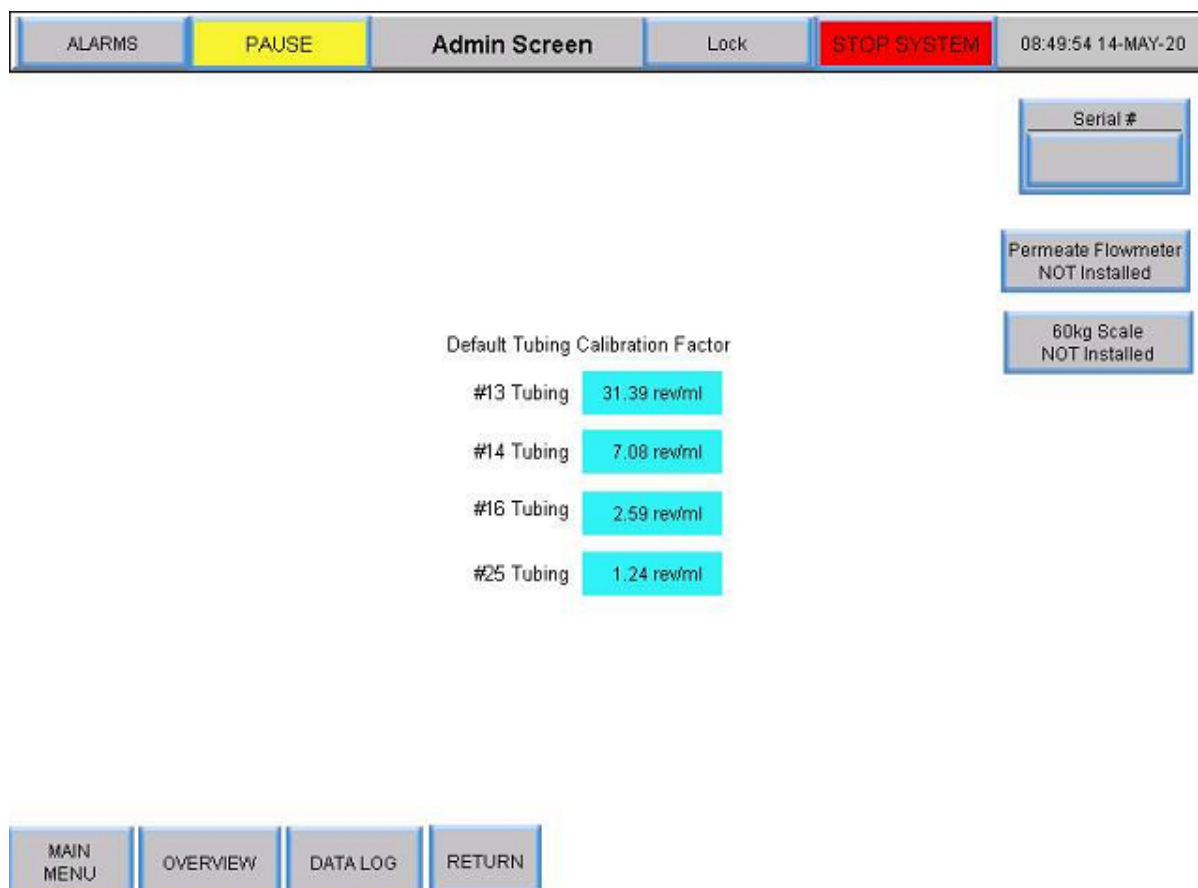 ALARMS
PAUSE
Admin Screen
Lock
STOP SYSTEM
08:49:54 14-MAY-20
Serial #
Permeate Flowmeter
NOT Installed
60kg Scale
NOT Installed
Default Tubing Calibration Factor
#13 Tubing 31.39 rev/ml
#14 Tubing 7.08 rev/ml
#16 Tubing 2.59 rev/ml
#25 Tubing 1.24 rev/ml
MAIN
MENU
OVERVIEW
DATA LOG
RETURN